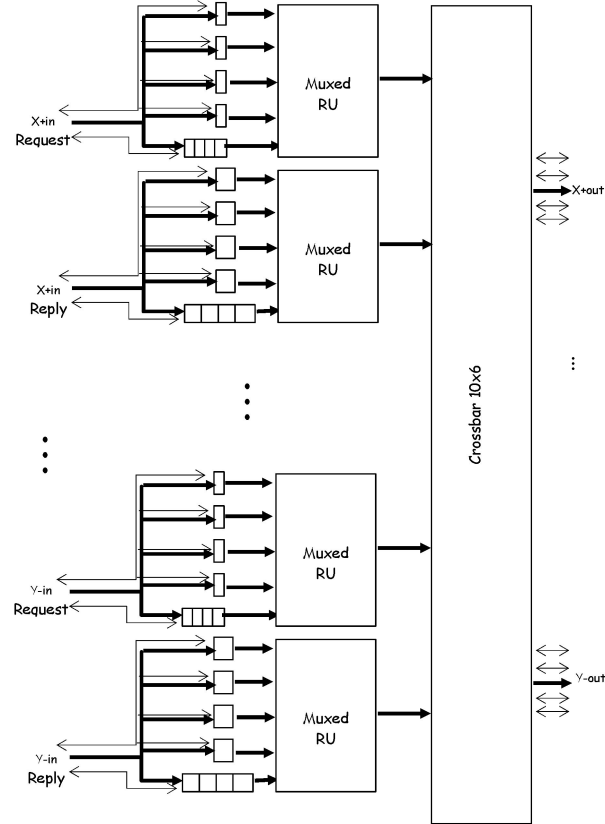 Muxed
RU
X+in
Request
X+out
Muxed
RU
X+in
Reply
Crossbar 10x6
Muxed
RU
Y-in
Request
Y-out
Muxed
RU
Y-in
Reply